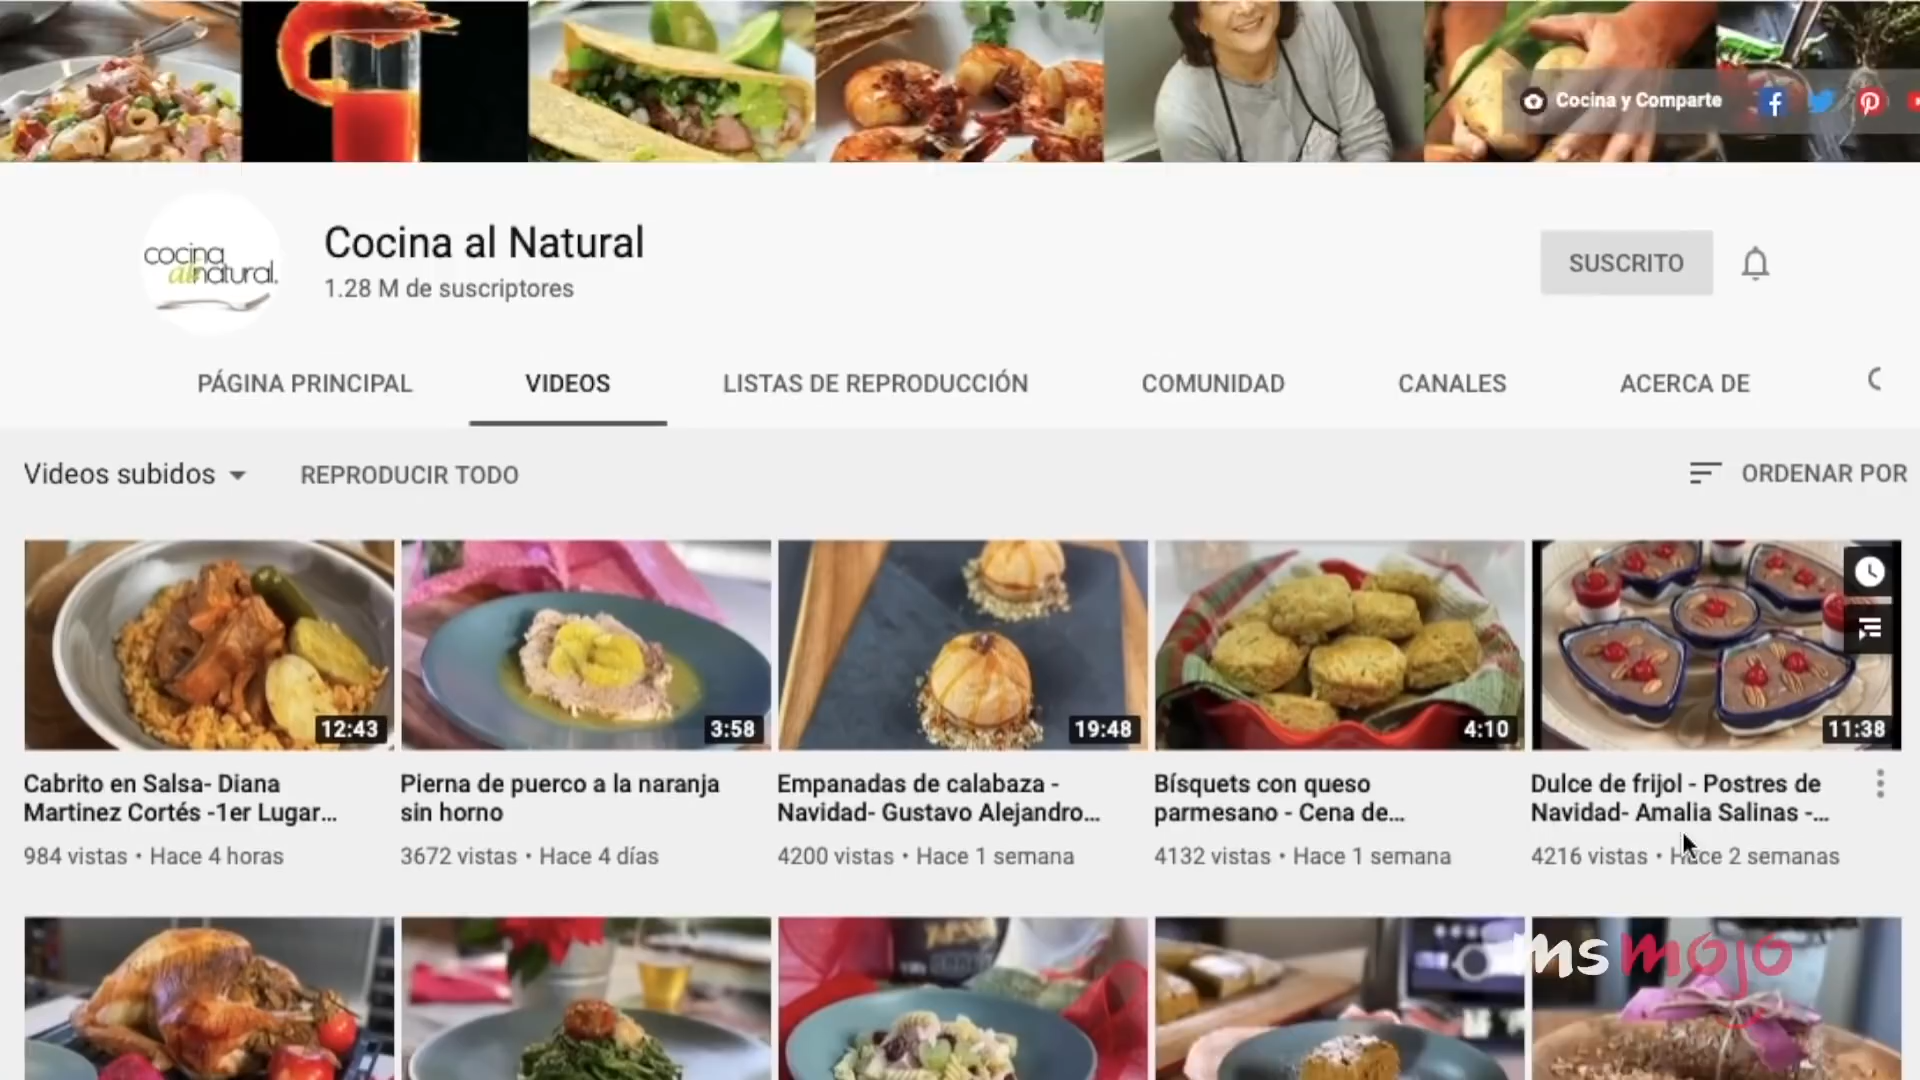 Cocina y Comparte
cocina
alnatural.
Cocina al Natural
1.28 M de suscriptores
SUSCRITO
PÁGINA PRINCIPAL
VIDEOS
LISTAS DE REPRODUCCIÓN
COMUNIDAD
CANALES
ACERCA DE
Videos subidos
REPRODUCIR TODO
ORDENAR POR
12:43
3:58
19:48
4:10
11:38
Cabrito en Salsa- Diana
Martinez Cortés -1er Lugar...
984 vistas • Hace 4 horas
Pierna de puerco a la naranja
sin horno
3672 vistas • Hace 4 días
Empanadas de calabaza -
Navidad- Gustavo Alejandro...
4200 vistas • Hace 1 semana
Bísquets con queso
parmesano - Cena de...
4132 vistas • Hace 1 semana
Dulce de frijol - Postres de
Navidad- Amalia Salinas -...
4216 vistas • Hace 2 semanas
msmojo